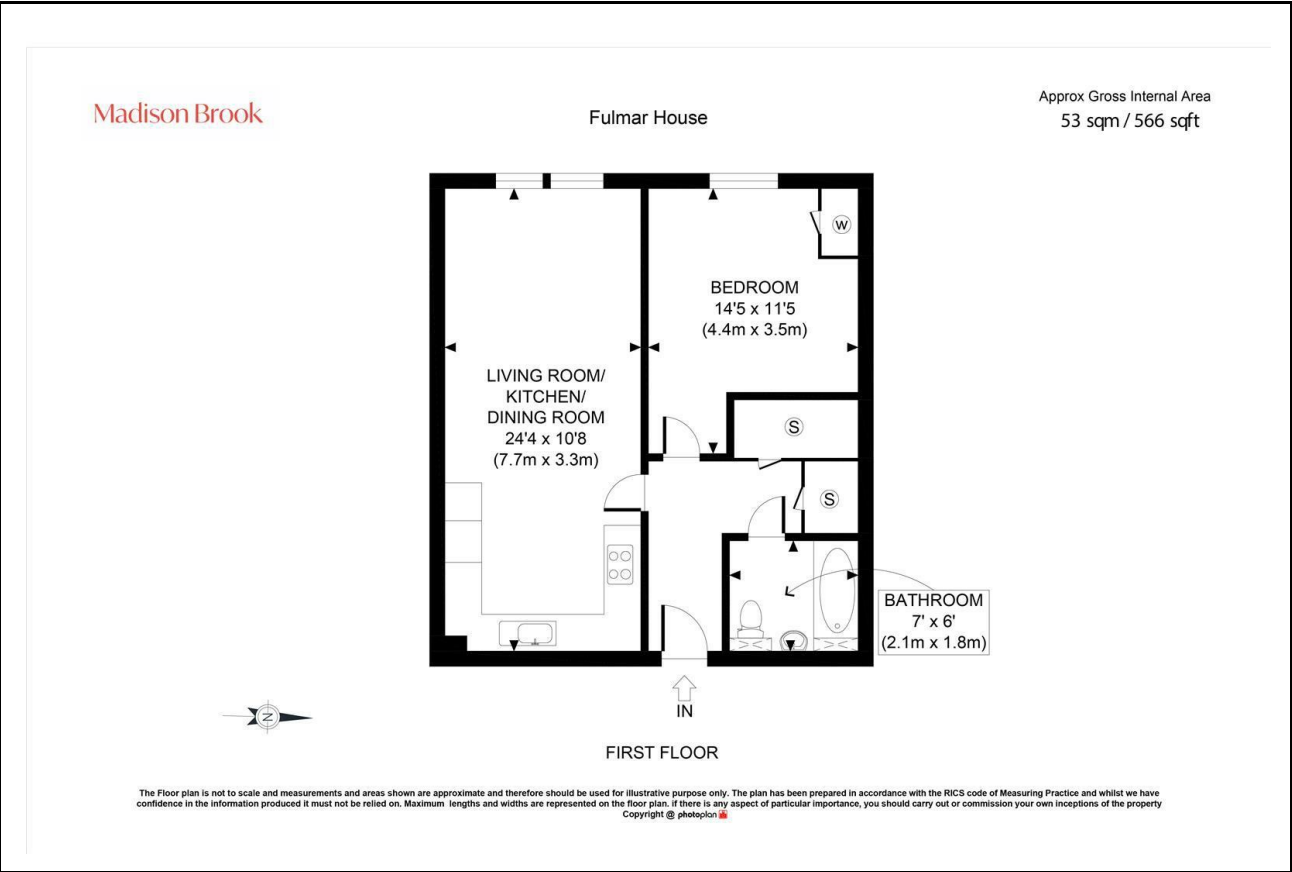 Madison Brook
Fulmar House
Approx Gross Internal Area
53 sqm / 566 sqft
W
BEDROOM
14'5 x 11'5
(4.4m x 3.5m)
LIVING ROOM/
KITCHEN/
DINING ROOM
24'4 x 10'8
(7.7m x 3.3m)
S
S
BATHROOM
7' x 6'
(2.1m x 1.8m)
IN
N
FIRST FLOOR
The Floor plan is not to scale and measurements and areas shown are approximate and therefore should be used for illustrative purpose only. The plan has been prepared in accordance with the RICS code of Measuring Practice and whilst we have
confidence in the information produced it must not be relied on. Maximum lengths and widths are represented on the floor plan. if there is any aspect of particular importance, you should carry out or commission your own inceptions of the property
Copyright @ photoplan